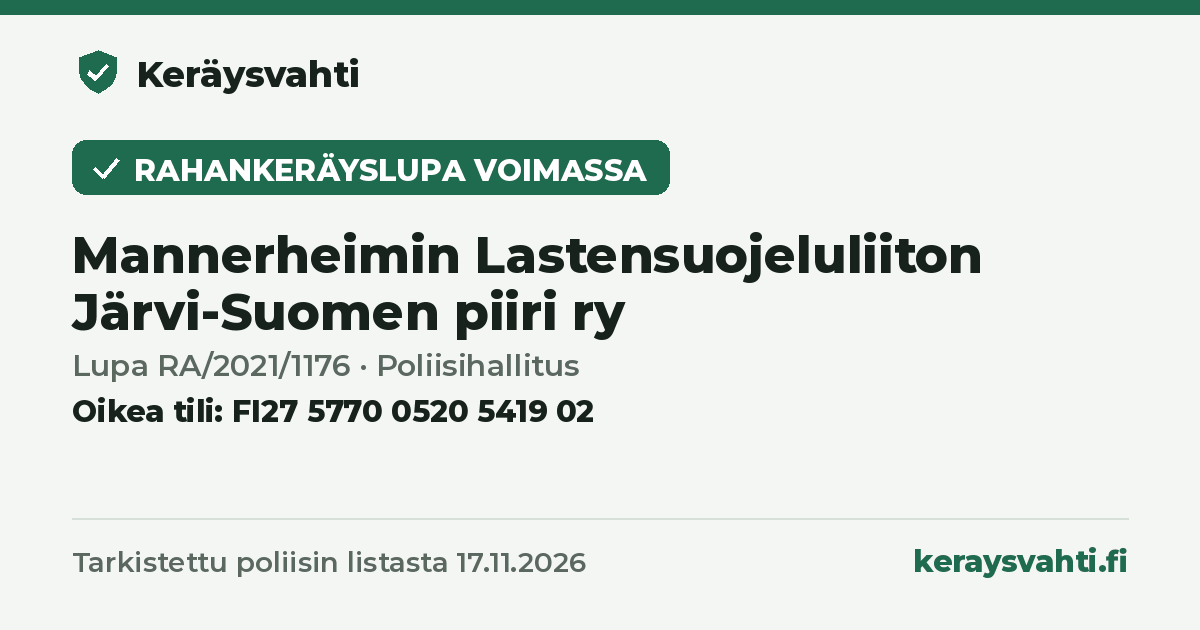 Keräysvahti
RAHANKERÄYSLUPA VOIMASSA
Mannerheimin Lastensuojeluliiton
Järvi-Suomen piiri ry
Lupa RA/2021/1176 · Poliisihallitus
Oikea tili: FI27 5770 0520 5419 02
Tarkistettu poliisin listasta 17.11.2026
keraysvahti.fi